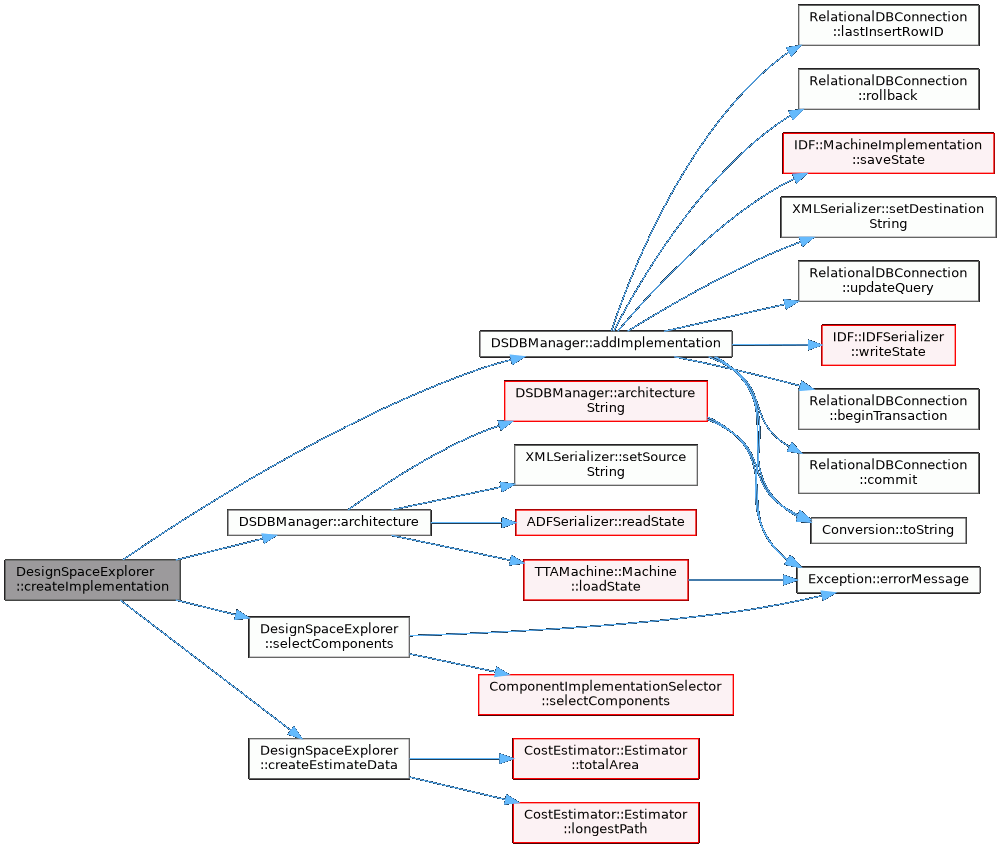 RelationalDBConnection
::lastInsertRowID
RelationalDBConnection
::rollback
IDF::MachineImplementation
::saveState
XMLSerializer::setDestination
String
RelationalDBConnection
::updateQuery
DSDBManager::addImplementation
IDF::IDFSerializer
::writeState
DSDBManager::architecture
String
RelationalDBConnection
::beginTransaction
XMLSerializer::setSource
String
RelationalDBConnection
::commit
DSDBManager::architecture
ADFSerializer::readState
Conversion::toString
DesignSpaceExplorer
::createImplementation
TTAMachine::Machine
::loadState
Exception::errorMessage
DesignSpaceExplorer
::selectComponents
ComponentImplementationSelector
::selectComponents
DesignSpaceExplorer
::createEstimateData
CostEstimator::Estimator
::totalArea
CostEstimator::Estimator
::longestPath